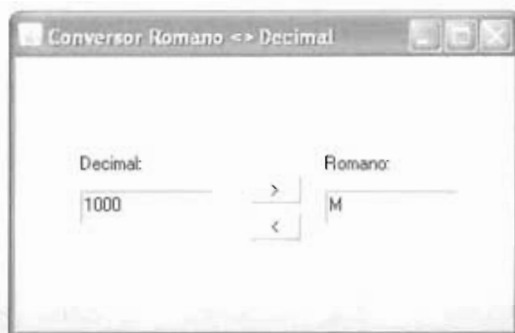 Conversor Romano <> Decimal
Decimal:
Romano:
>
1000
M
<